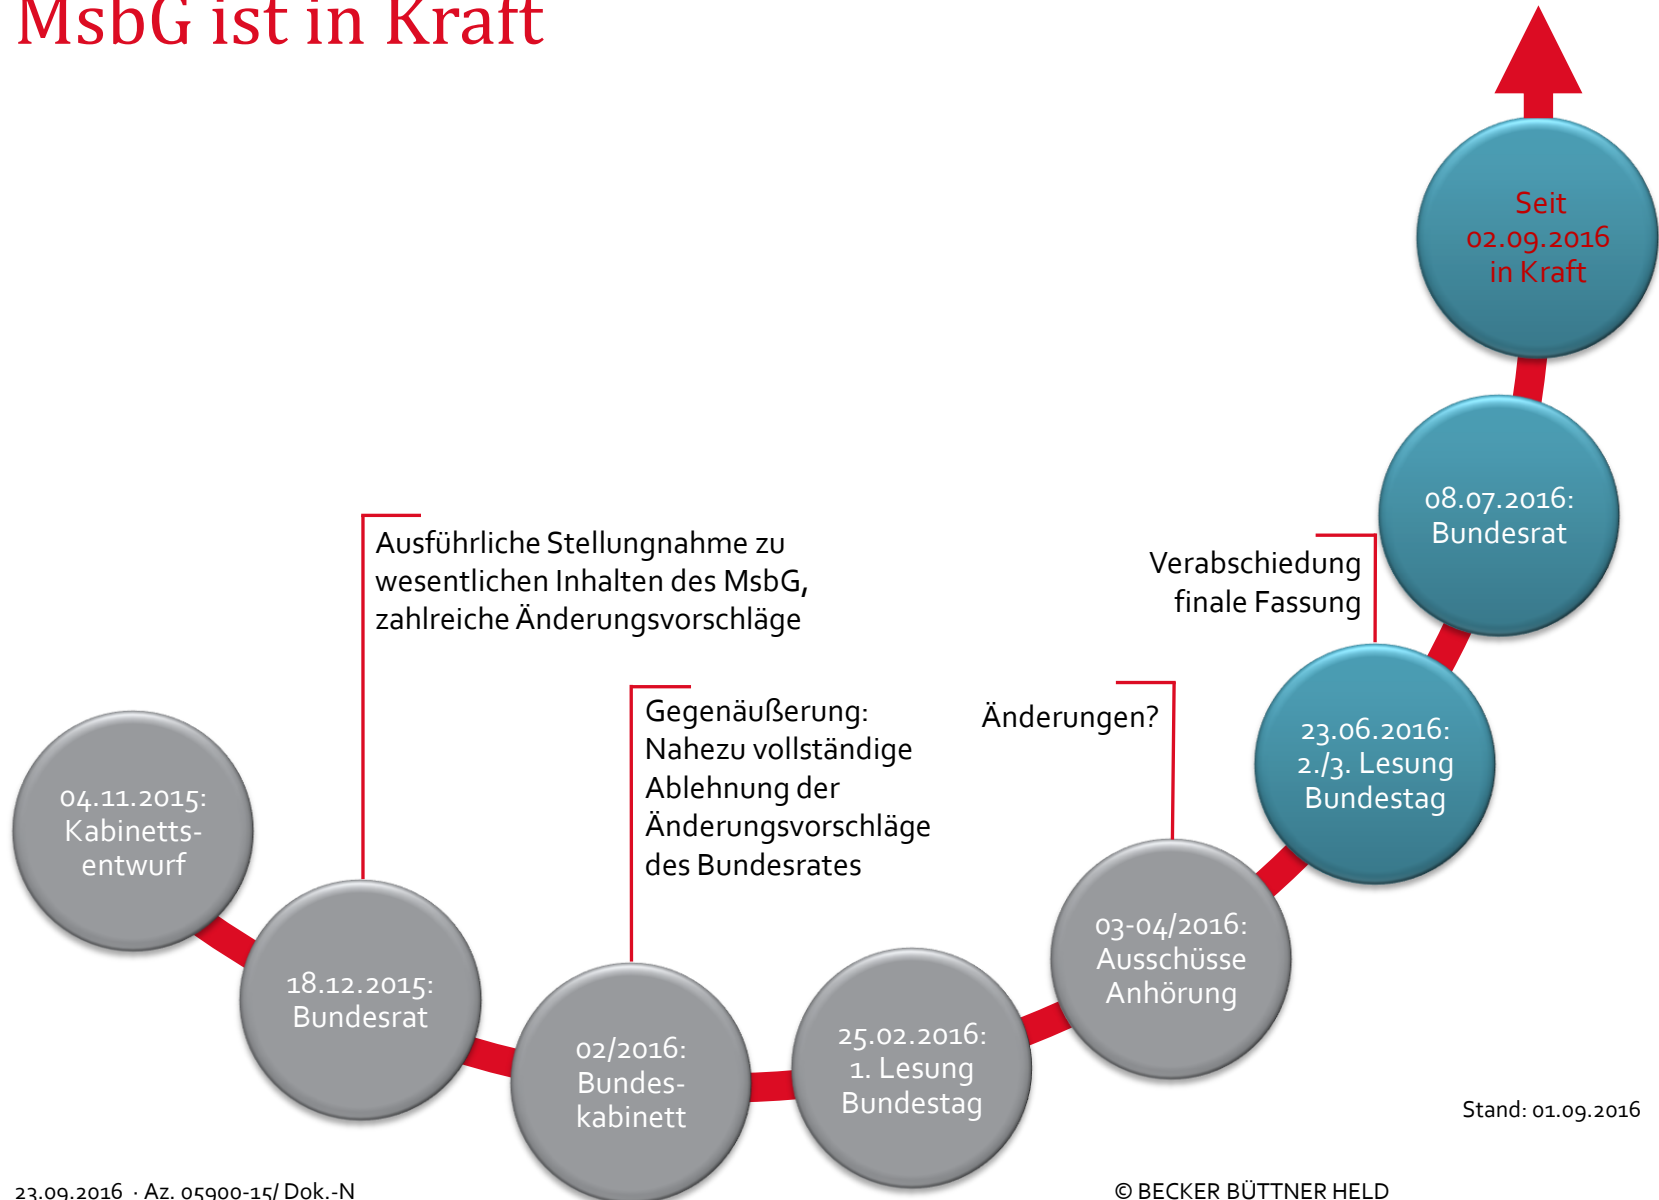 MsbG ist in Kraft
04.11.2015:
Kabinetts-
entwurf
Ausführliche Stellungnahme zu
wesentlichen Inhalten des MsbG,
zahlreiche Änderungsvorschläge
18.12.2015:
Bundesrat
Gegenäußerung:
Nahezu vollständige
Ablehnung der
Änderungsvorschläge
des Bundesrates
02/2016:
Bundes-
kabinett
25.02.2016:
1. Lesung
Bundestag
Änderungen?
03-04/2016:
Ausschüsse
Anhörung
Verabschiedung
finale Fassung
23.06.2016:
2./3. Lesung
Bundestag
08.07.2016:
Bundesrat
Seit
02.09.2016
in Kraft
Stand: 01.09.2016
23.09.2016 · Az. 05900-15/ Dok.-N
© BECKER BÜTTNER HELD